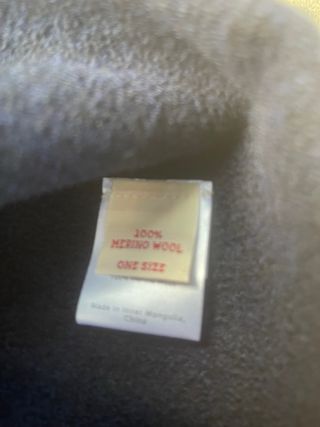 100%
MERINO WOOL
ONE SIZE
Made in Inner Mongolia,
China